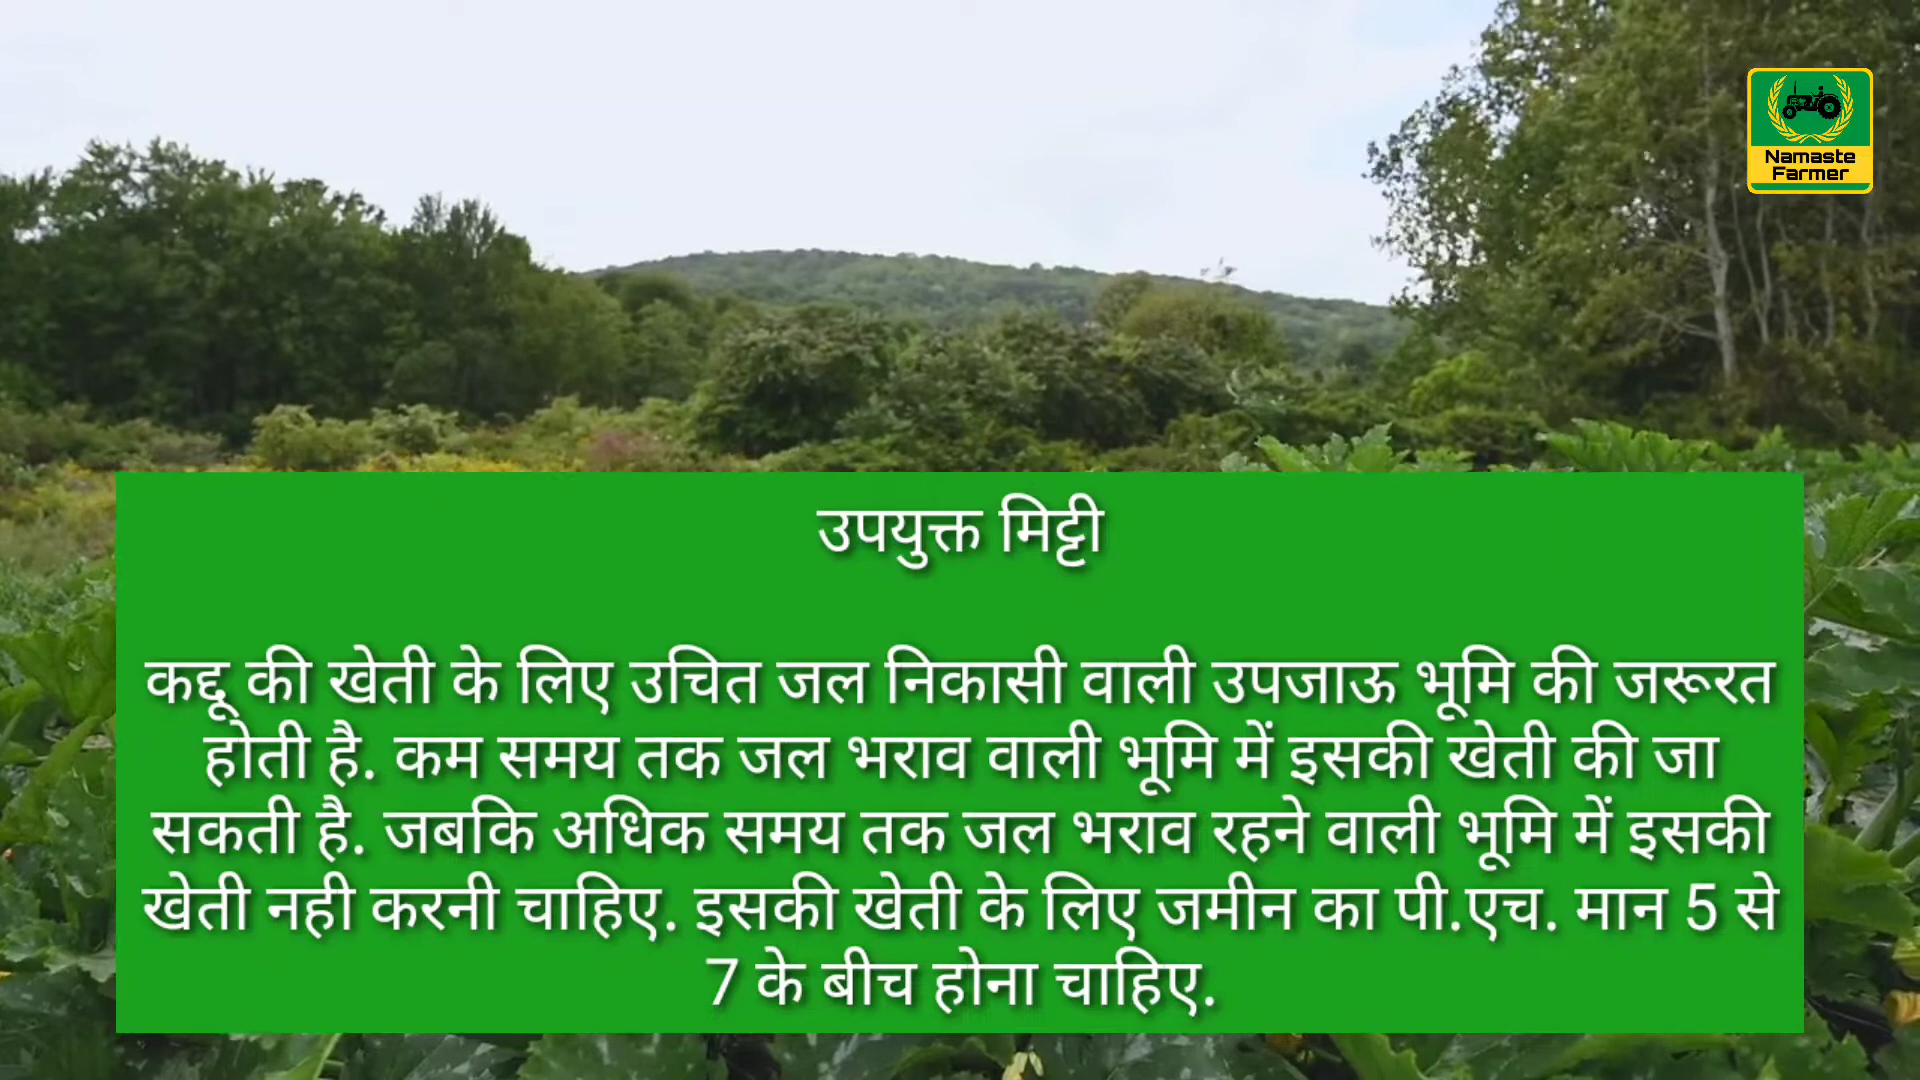 Namaste
Farmer
उपयुक्त मिट्टी
कद्दू की खेती के लिए उचित जल निकासी वाली उपजाऊ भूमि की जरूरत
होती है. कम समय तक जल भराव वाली भूमि में इसकी खेती की जा
सकती है. जबकि अधिक समय तक जल भराव रहने वाली भूमि में इसकी
खेती नही करनी चाहिए. इसकी खेती के लिए जमीन का पी.एच. मान 5 से
7 के बीच होना चाहिए.